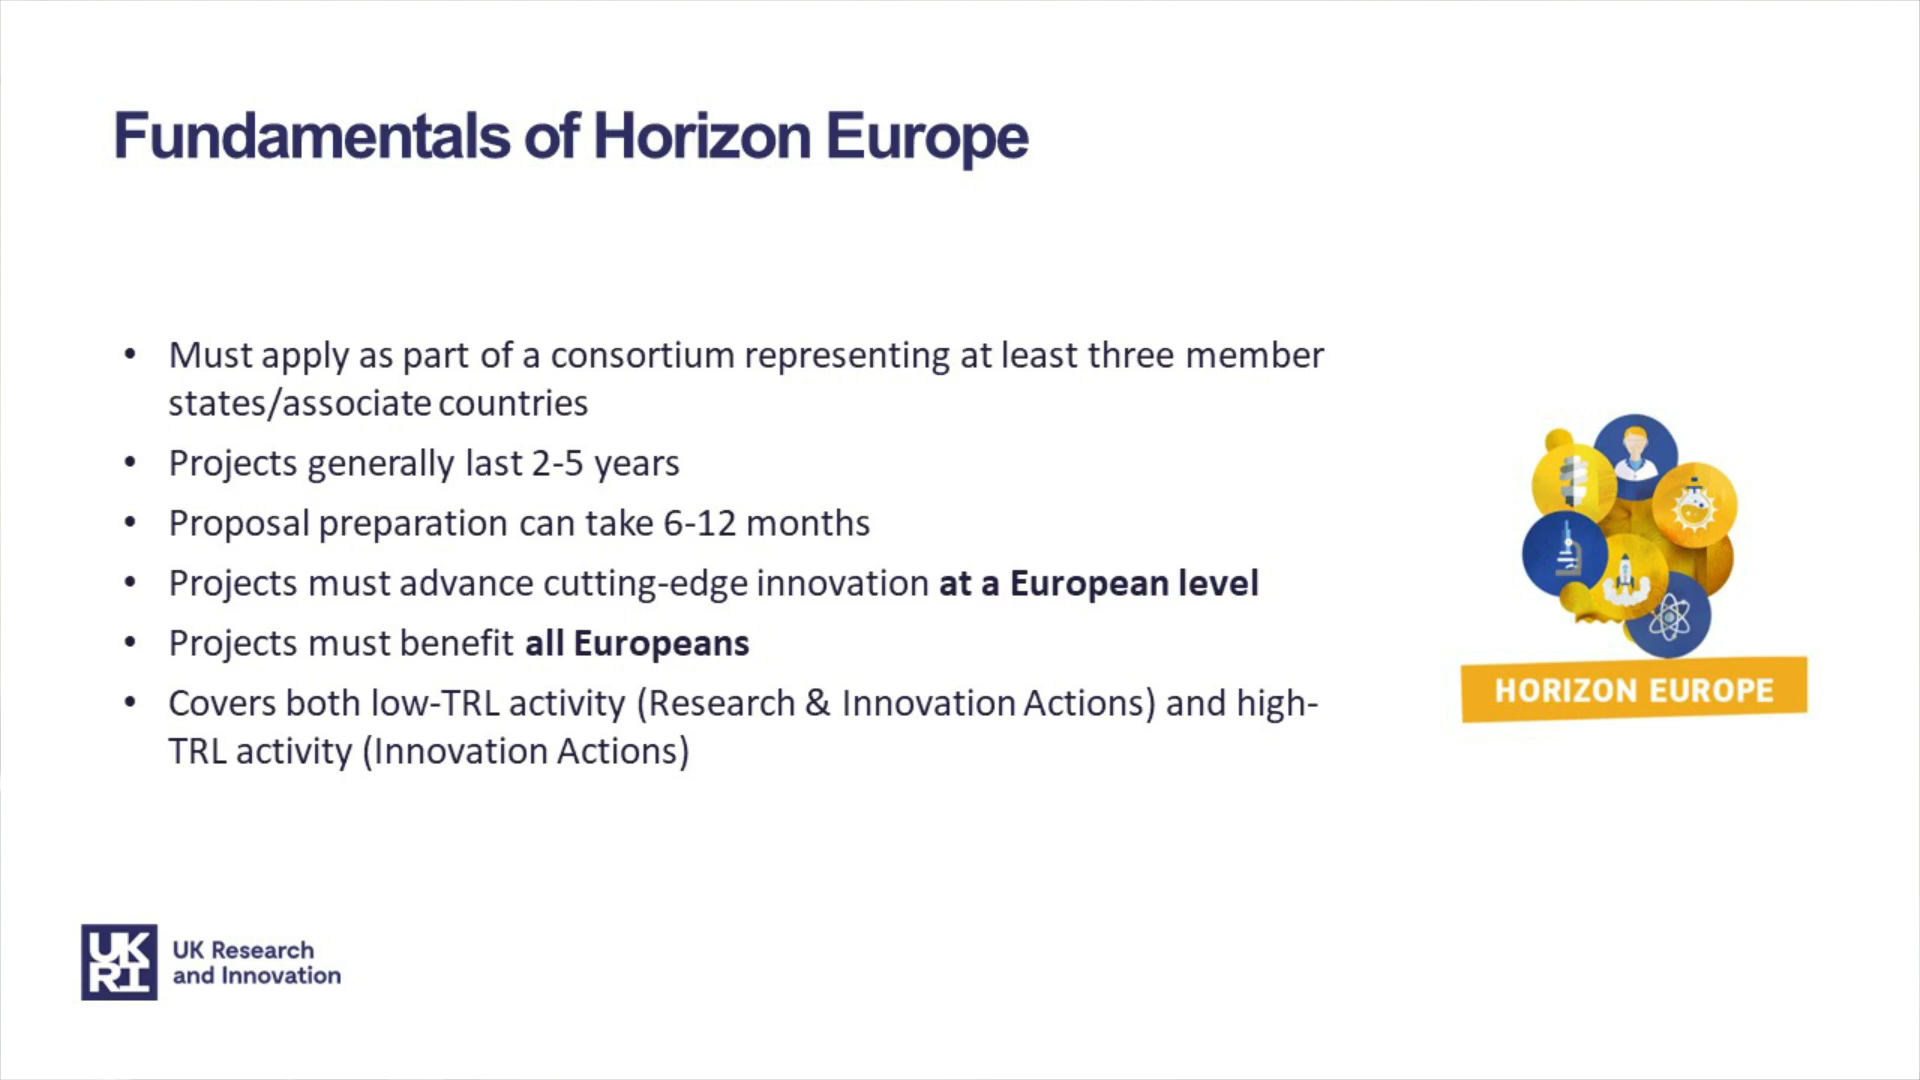 Fundamentals of Horizon Europe
• Must apply as part of a consortium representing at least three member
states/associate countries
• Projects generally last 2-5 years
• Proposal preparation can take 6-12 months
• Projects must advance cutting-edge innovation at a European level
• Projects must benefit all Europeans
• Covers both low-TRL activity (Research & Innovation Actions) and high-
TRL activity (Innovation Actions)
HORIZON EUROPE
UK
RI
UK Research
and Innovation